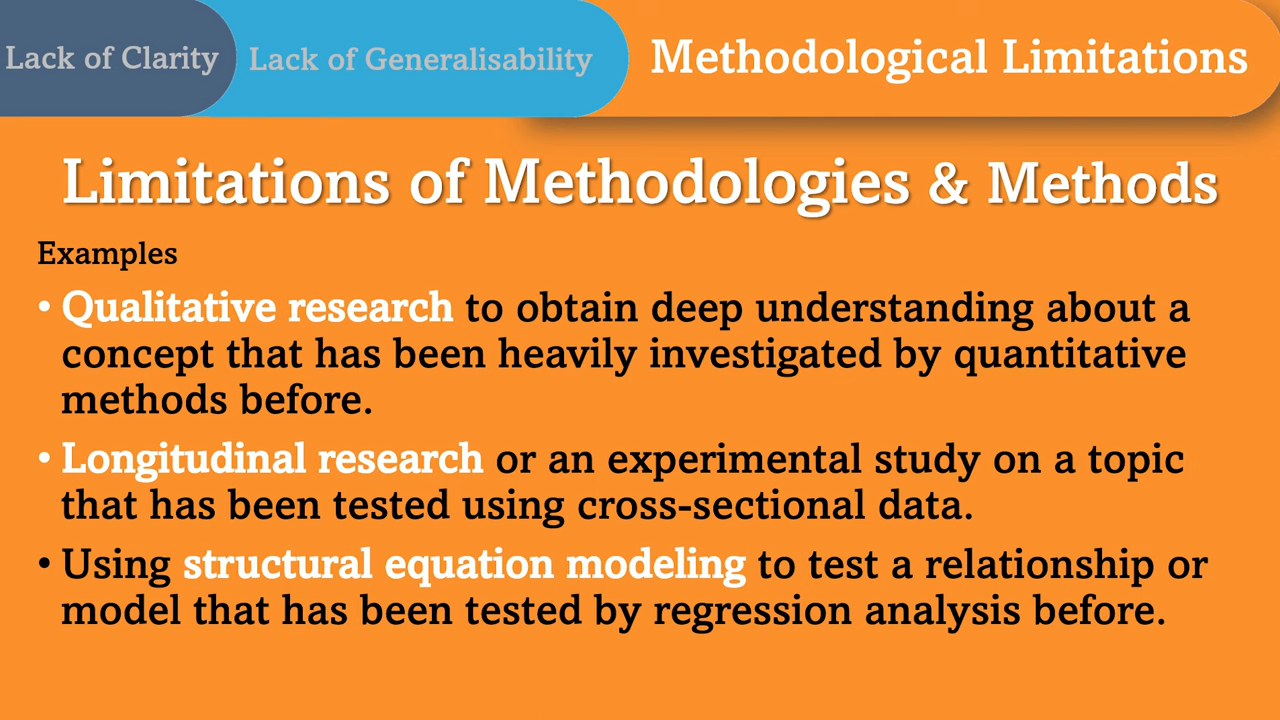 Lack of Clarity
Lack of Generalisability
Methodological Limitations
Limitations of Methodologies & Methods
Examples
• Qualitative research to obtain deep understanding about a
concept that has been heavily investigated by quantitative
methods before.
• Longitudinal research or an experimental study on a topic
that has been tested using cross-sectional data.
• Using structural equation modeling to test a relationship or
model that has been tested by regression analysis before.